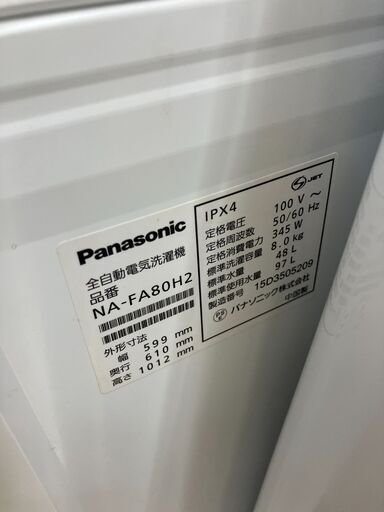 Panasonic
全自動電気洗濯機
品番
NA-FA80H2
外形寸法
幅 599 mm
奥行 610 mm
高さ 1012 mm
IPX4
JET
定格電圧 100 V ～
定格周波数 50/60 Hz
定格消費電力 345 W
標準洗濯容量 8.0 kg
標準水量 48 L
標準使用水量 97 L
製造番号 15D3505209
パナソニック株式会社
中国製